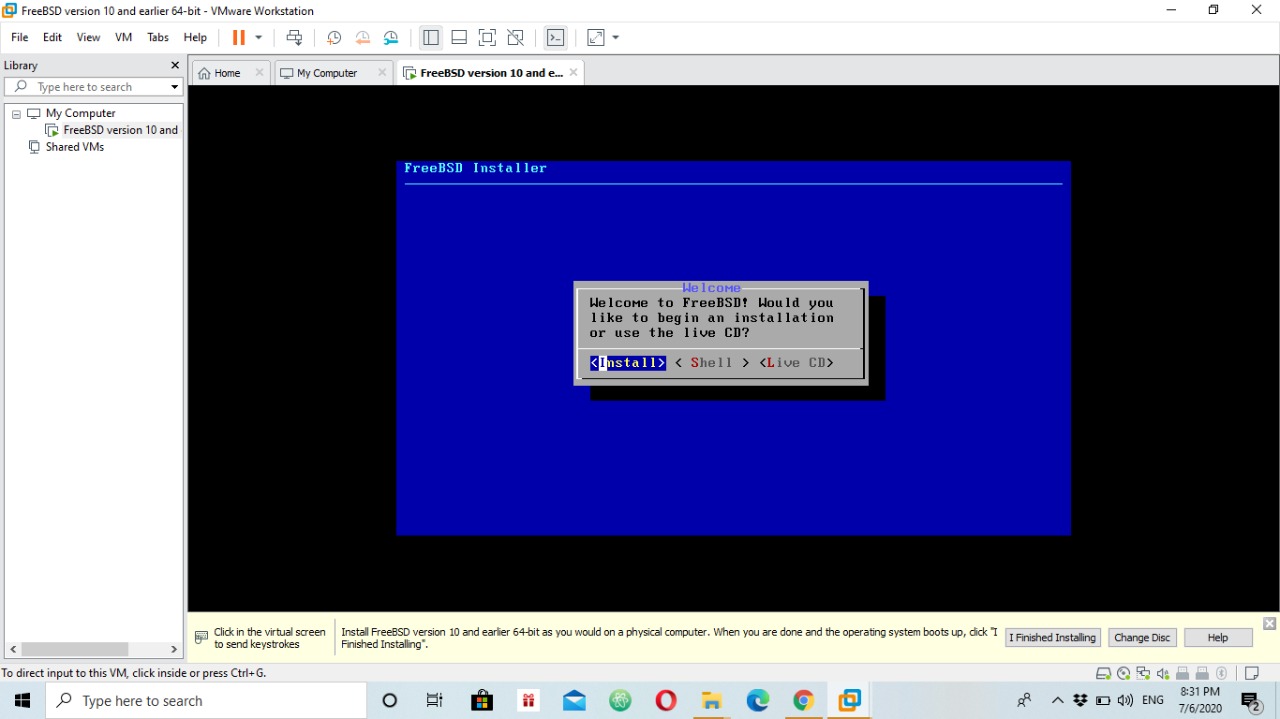 FreeBSD version 10 and earlier 64-bit - VMware Workstation
File Edit View VM Tabs Help
Library
Home
My Computer
FreeBSD version 10 and e...
Type here to search
My Computer
FreeBSD version 10 and
Shared VMs
FreeBSD Installer
Welcome
Welcome to FreeBSD! Would you
like to begin an installation
or use the live CD?
<Install> < Shell > <Live CD>
Click in the virtual screen
to send keystrokes
Install FreeBSD version 10 and earlier 64-bit as you would on a physical computer. When you are done and the operating system boots up, click "I
Finished Installing".
I Finished Installing
Change Disc
Help
To direct input to this VM, click inside or press Ctrl+G.
Type here to search
ENG
8:31 PM
7/6/2020
2